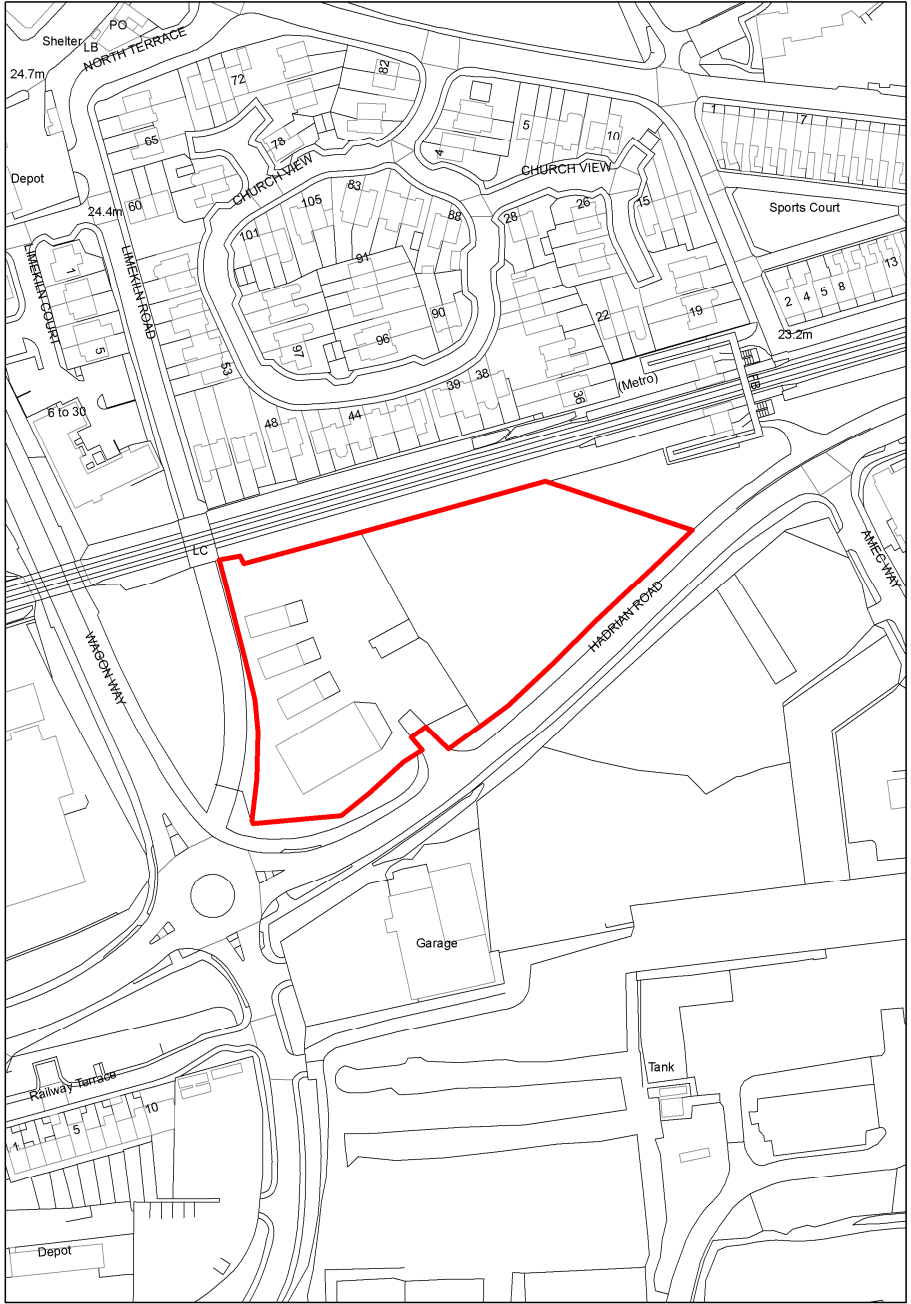 PO
Shelter
LB
NORTH TERRACE
24.7m
72
82
1
7
5
10
65
78
4
CHURCH VIEW
CHURCH VIEW
Depot
83
105
60
24.4m
88
28
26
15
Sports Court
101
LIMEKILN COURT
LIMEKILN ROAD
1
91
13
2
4
5
8
90
22
19
23.2m
5
97
96
53
39
38
36
(Metro)
FB
6 to 30
48
44
LC
AMEC WAY
HADRIAN ROAD
WAGON WAY
Garage
Tank
Railway Terrace
10
5
1
Depot